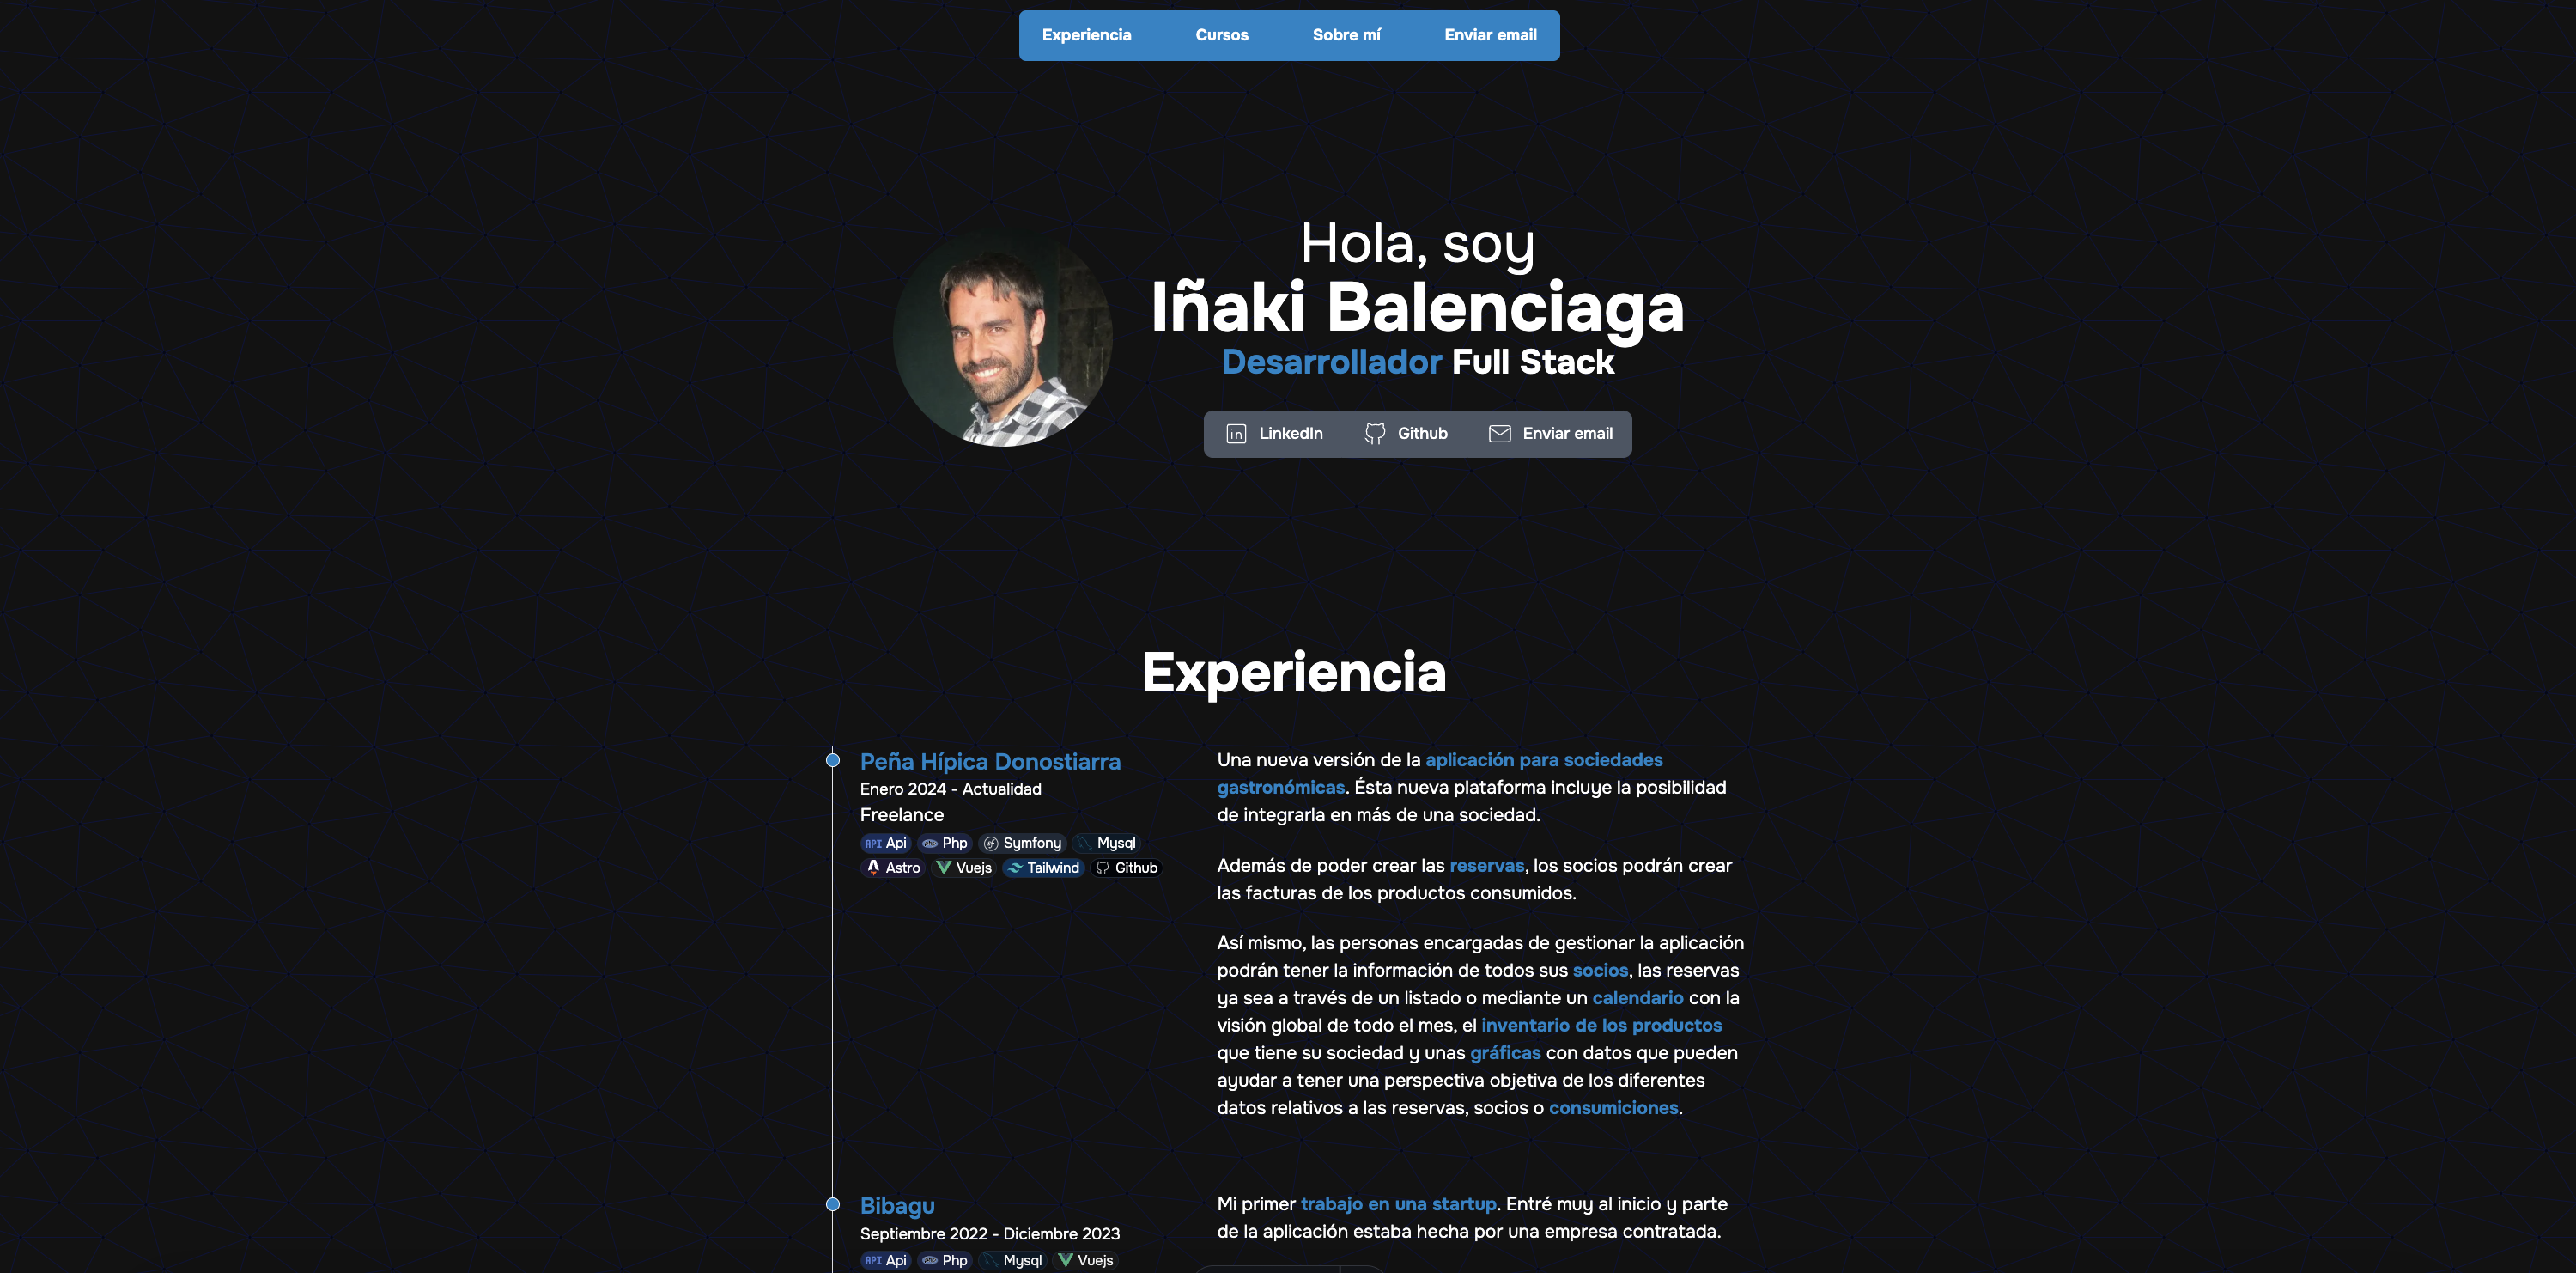 Experiencia Cursos Sobre mí Enviar email
Hola, soy
Iñaki Balenciaga
Desarrollador Full Stack
LinkedIn Github Enviar email
Experiencia
Peña Hípica Donostiarra
Enero 2024 - Actualidad
Freelance
API Api Php Symfony Mysql
Astro Vuejs Tailwind Github
Una nueva versión de la aplicación para sociedades
gastronómicas. Ésta nueva plataforma incluye la posibilidad
de integrarla en más de una sociedad.
Además de poder crear las reservas, los socios podrán crear
las facturas de los productos consumidos.
Así mismo, las personas encargadas de gestionar la aplicación
podrán tener la información de todos sus socios, las reservas
ya sea a través de un listado o mediante un calendario con la
visión global de todo el mes, el inventario de los productos
que tiene su sociedad y unas gráficas con datos que pueden
ayudar a tener una perspectiva objetiva de los diferentes
datos relativos a las reservas, socios o consumiciones.
Bibagu
Septiembre 2022 - Diciembre 2023
API Api Php Mysql Vuejs
Mi primer trabajo en una startup. Entré muy al inicio y parte
de la aplicación estaba hecha por una empresa contratada.